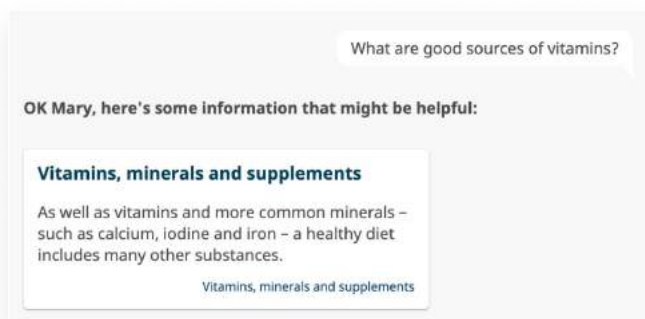 What are good sources of vitamins?
OK Mary, here's some information that might be helpful:
Vitamins, minerals and supplements
As well as vitamins and more common minerals –
such as calcium, iodine and iron – a healthy diet
includes many other substances.
Vitamins, minerals and supplements